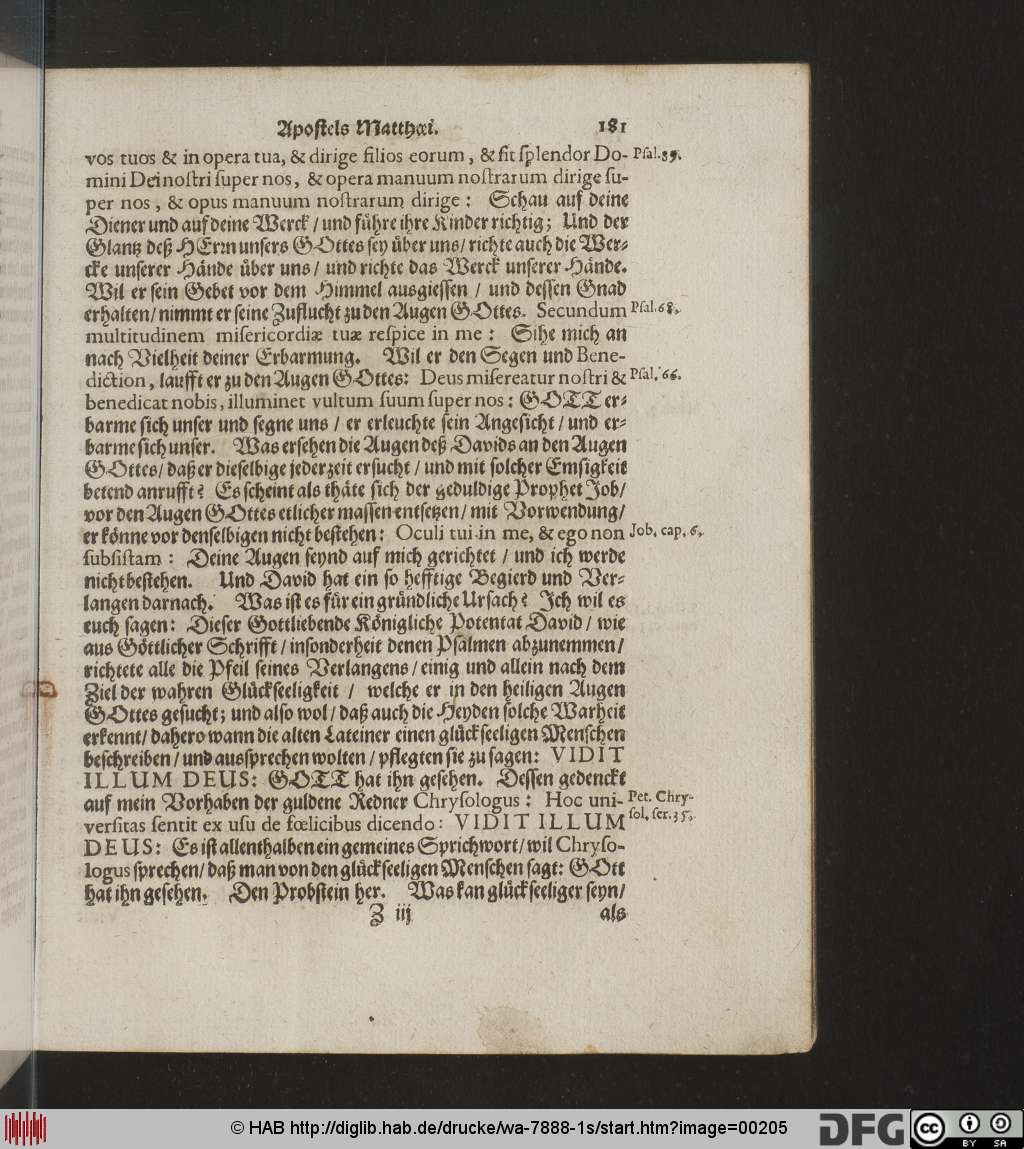 Apostels Matthæi. 181
vos tuos & in opera tua, & dirige filios eorum, & sit splendor Do- Psal. 89.
mini Dei nostri super nos, & opera manuum nostrarum dirige su-
per nos, & opus manuum nostrarum dirige: Schau auf deine
Diener und auf deine Werck / und führe ihre Kinder richtig; Und der
Glantz deß HErrn unsers GOttes sey über uns/ richte auch die Wer-
cke unserer Hände über uns/ und richte das Werck unserer Hände.
Wil er sein Gebet vor dem Himmel ausgiessen / und dessen Gnad
erhalten/ nimmt er seine Zuflucht zu den Augen GOttes. Secundum Psal. 68.
multitudinem misericordiæ tuæ respice in me: Sihe mich an
nach Vielheit deiner Erbarmung. Wil er den Segen und Bene-
diction, laufft er zu den Augen GOttes: Deus misereatur nostri & Psal. 66.
benedicat nobis, illuminet vultum suum super nos: GOTT er-
barme sich unser und segne uns / er erleuchte sein Angesicht / und er-
barme sich unser. Was ersehen die Augen deß Davids an den Augen
GOttes/ daß er dieselbige jederzeit ersucht / und mit solcher Emsigkeit
betend anrufft? Es scheint als thäte sich der geduldige Prophet Job/
vor den Augen GOttes etlicher massen entsetzen/ mit Vorwendung/
er könne vor denselbigen nicht bestehen: Oculi tui in me, & ego non Job. cap. 6.
subsistam: Deine Augen seynd auf mich gerichtet / und ich werde
nicht bestehen. Und David hat ein so hefftige Begierd und Ver-
langen darnach. Was ist es für ein gründliche Ursach? Ich wil es
euch sagen: Dieser Gottliebende Königliche Potentat David / wie
aus Göttlicher Schrifft / insonderheit denen Psalmen abzunemmen/
richtete alle die Pfeil seines Verlangens / einig und allein nach dem
Ziel der wahren Glückseeligkeit / welche er in den heiligen Augen
GOttes gesucht; und also wol / daß auch die Heyden solche Warheit
erkennt/ dahero wann die alten Lateiner einen glückseeligen Menschen
beschreiben / und aussprechen wolten / pflegten sie zu sagen: VIDIT
ILLUM DEUS: GOTT hat ihn gesehen. Dessen gedenckt
auf mein Vorhaben der guldene Redner Chrysologus: Hoc uni- Pet. Chry-
versitas sentit ex usu de fœlicibus dicendo: VIDIT ILLUM sol. ser. 35.
DEUS: Es ist allenthalben ein gemeines Sprichwort/ wil Chryso-
logus sprechen/ daß man von den glückseeligen Menschen sagt: GOtt
hat ihn gesehen. Den Probstein her. Was kan glückseeliger seyn/
Z iij als
© HAB http://diglib.hab.de/drucke/wa-7888-1s/start.htm?image=00205
DFG cc BY SA